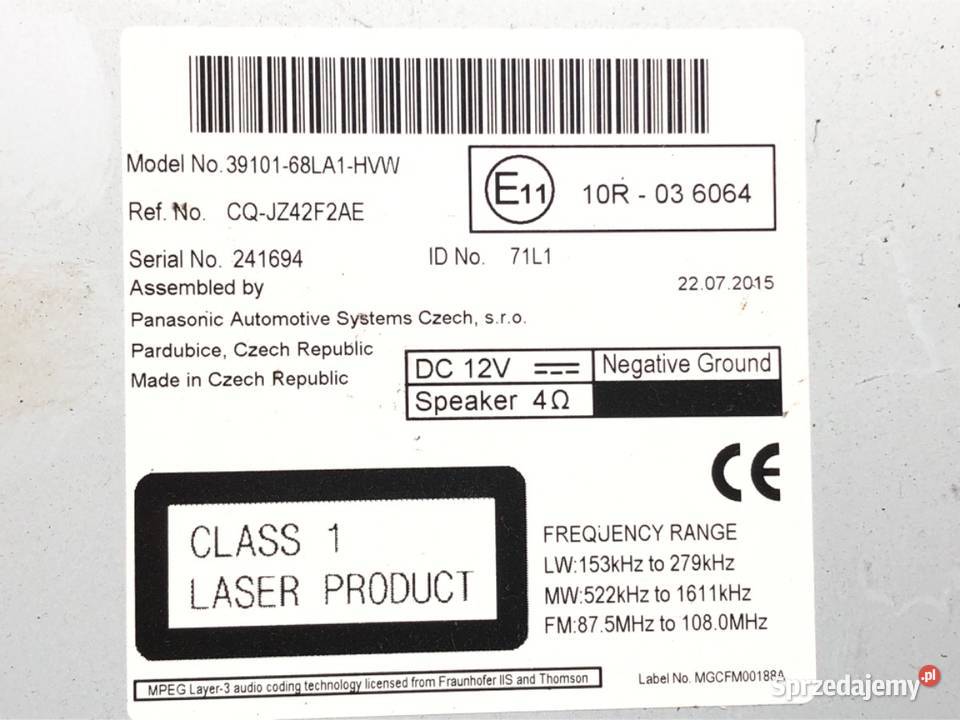 Model No. 39101-68LA1-HVW
E11 10R - 03 6064
Ref. No. CQ-JZ42F2AE
Serial No. 241694 ID No. 71L1
Assembled by 22.07.2015
Panasonic Automotive Systems Czech, s.r.o.
Pardubice, Czech Republic
Made in Czech Republic
DC 12V Negative Ground
Speaker 4Ω
CE
CLASS 1
LASER PRODUCT
FREQUENCY RANGE
LW:153kHz to 279kHz
MW:522kHz to 1611kHz
FM:87.5MHz to 108.0MHz
MPEG Layer-3 audio coding technology licensed from Fraunhofer IIS and Thomson
Label No. MGCFM00188A
Sprzedajemy.pl